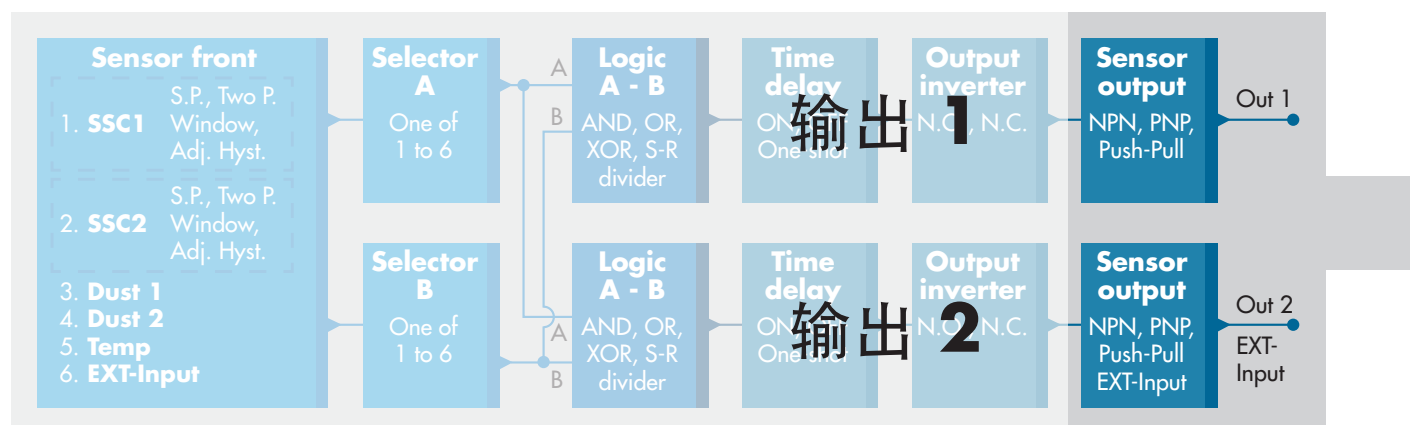 Sensor front
1. SSC1
S.P., Two P.
Window,
Adj. Hyst.
2. SSC2
S.P., Two P.
Window,
Adj. Hyst.
3. Dust 1
4. Dust 2
5. Temp
6. EXT-Input
Selector
A
One of
1 to 6
A
B
Logic
A - B
AND, OR,
XOR, S-R
divider
Time
delay
One-shot
Output
inverter
N.C.
输出 1
Sensor
output
NPN, PNP,
Push-Pull
Out 1
Selector
B
One of
1 to 6
A
B
Logic
A - B
AND, OR,
XOR, S-R
divider
Time
delay
One-shot
Output
inverter
N.C.
输出 2
Sensor
output
NPN, PNP,
Push-Pull
EXT-Input
Out 2
EXT-
Input